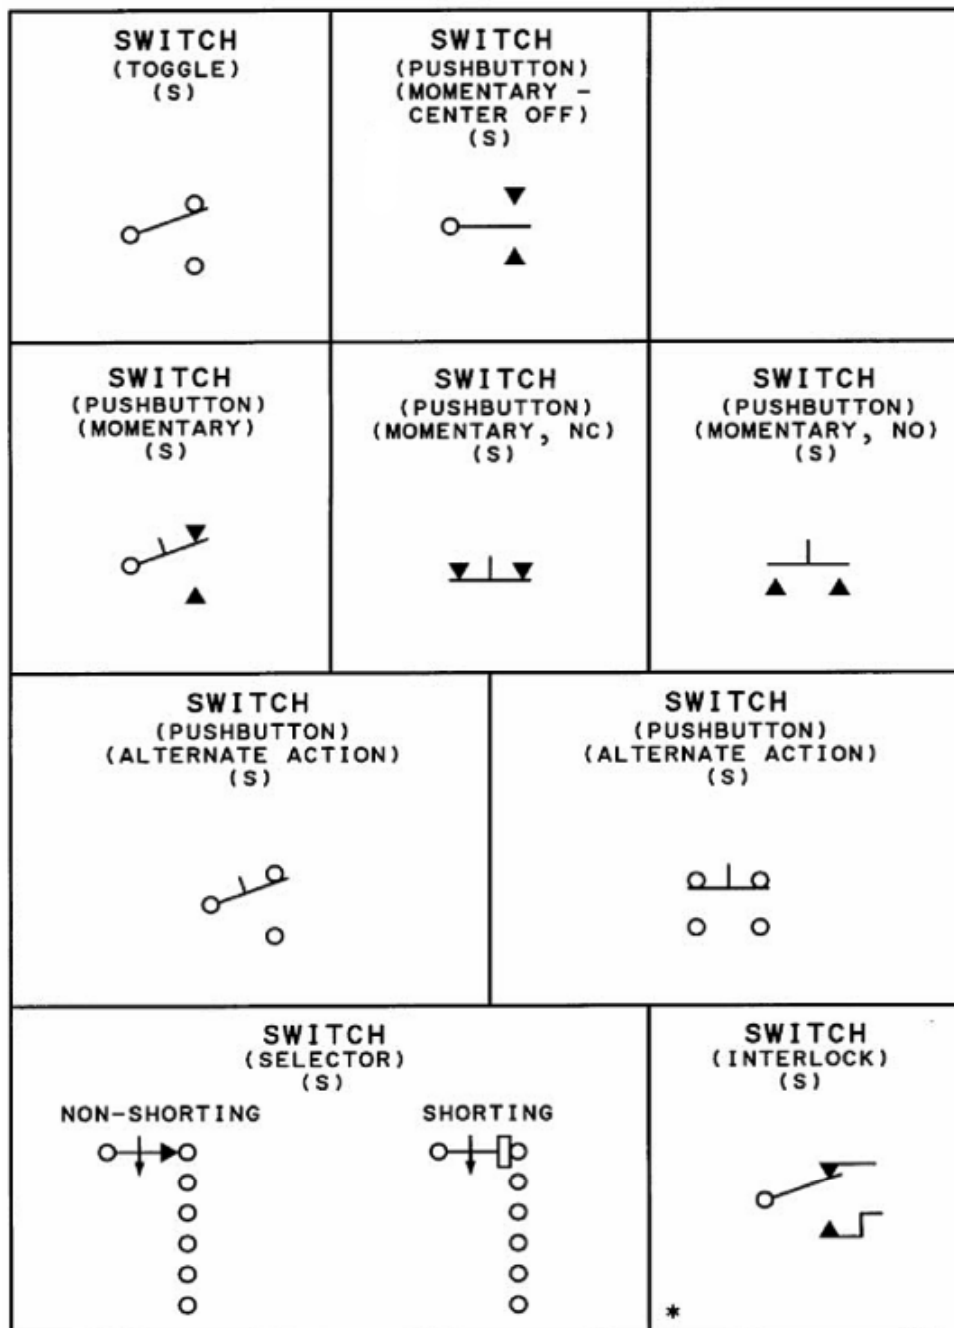 SWITCH
(TOGGLE)
(S)
SWITCH
(PUSHBUTTON)
(MOMENTARY -
CENTER OFF)
(S)
SWITCH
(PUSHBUTTON)
(MOMENTARY)
(S)
SWITCH
(PUSHBUTTON)
(MOMENTARY, NC)
(S)
SWITCH
(PUSHBUTTON)
(MOMENTARY, NO)
(S)
SWITCH
(PUSHBUTTON)
(ALTERNATE ACTION)
(S)
SWITCH
(PUSHBUTTON)
(ALTERNATE ACTION)
(S)
SWITCH
(SELECTOR)
(S)
NON-SHORTING
SHORTING
SWITCH
(INTERLOCK)
(S)
*